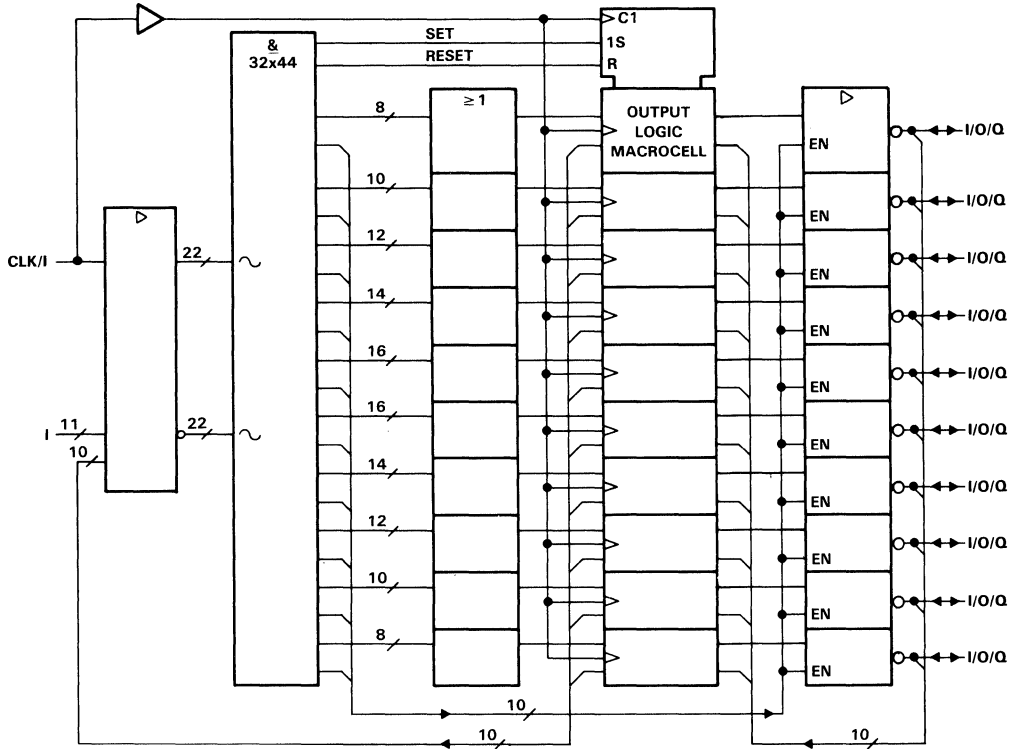 C1
&
SET
1S
32x44
RESET
R
8
≥ 1
OUTPUT
LOGIC
MACROCELL
I/O/Q
EN
10
I/O/Q
EN
12
CLK/I
22
I/O/Q
EN
14
I/O/Q
EN
16
I/O/Q
EN
16
I
11
22
I/O/Q
EN
10
14
I/O/Q
EN
12
I/O/Q
EN
10
I/O/Q
EN
8
I/O/Q
EN
10
10
10